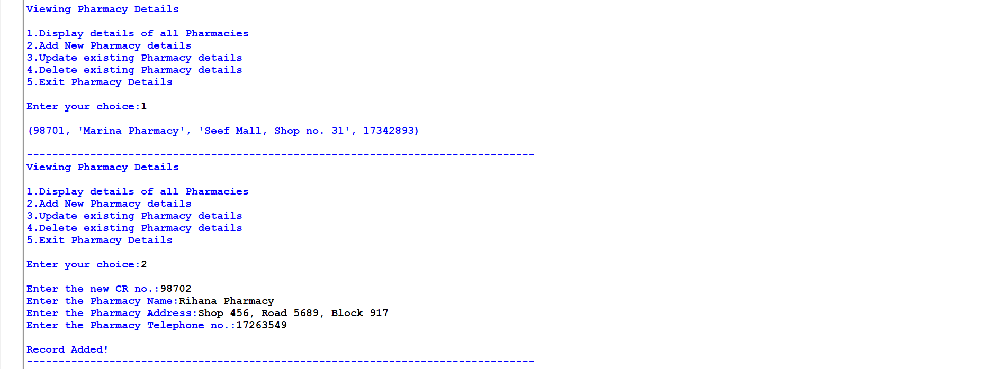 Viewing Pharmacy Details
1.Display details of all Pharmacies
2.Add New Pharmacy details
3.Update existing Pharmacy details
4.Delete existing Pharmacy details
5.Exit Pharmacy Details
Enter your choice:1
(98701, 'Marina Pharmacy', 'Seef Mall, Shop no. 31', 17342893)
--------------------------------------------------------------------------------
Viewing Pharmacy Details
1.Display details of all Pharmacies
2.Add New Pharmacy details
3.Update existing Pharmacy details
4.Delete existing Pharmacy details
5.Exit Pharmacy Details
Enter your choice:2
Enter the new CR no.:98702
Enter the Pharmacy Name:Rihana Pharmacy
Enter the Pharmacy Address:Shop 456, Road 5689, Block 917
Enter the Pharmacy Telephone no.:17263549
Record Added!
--------------------------------------------------------------------------------